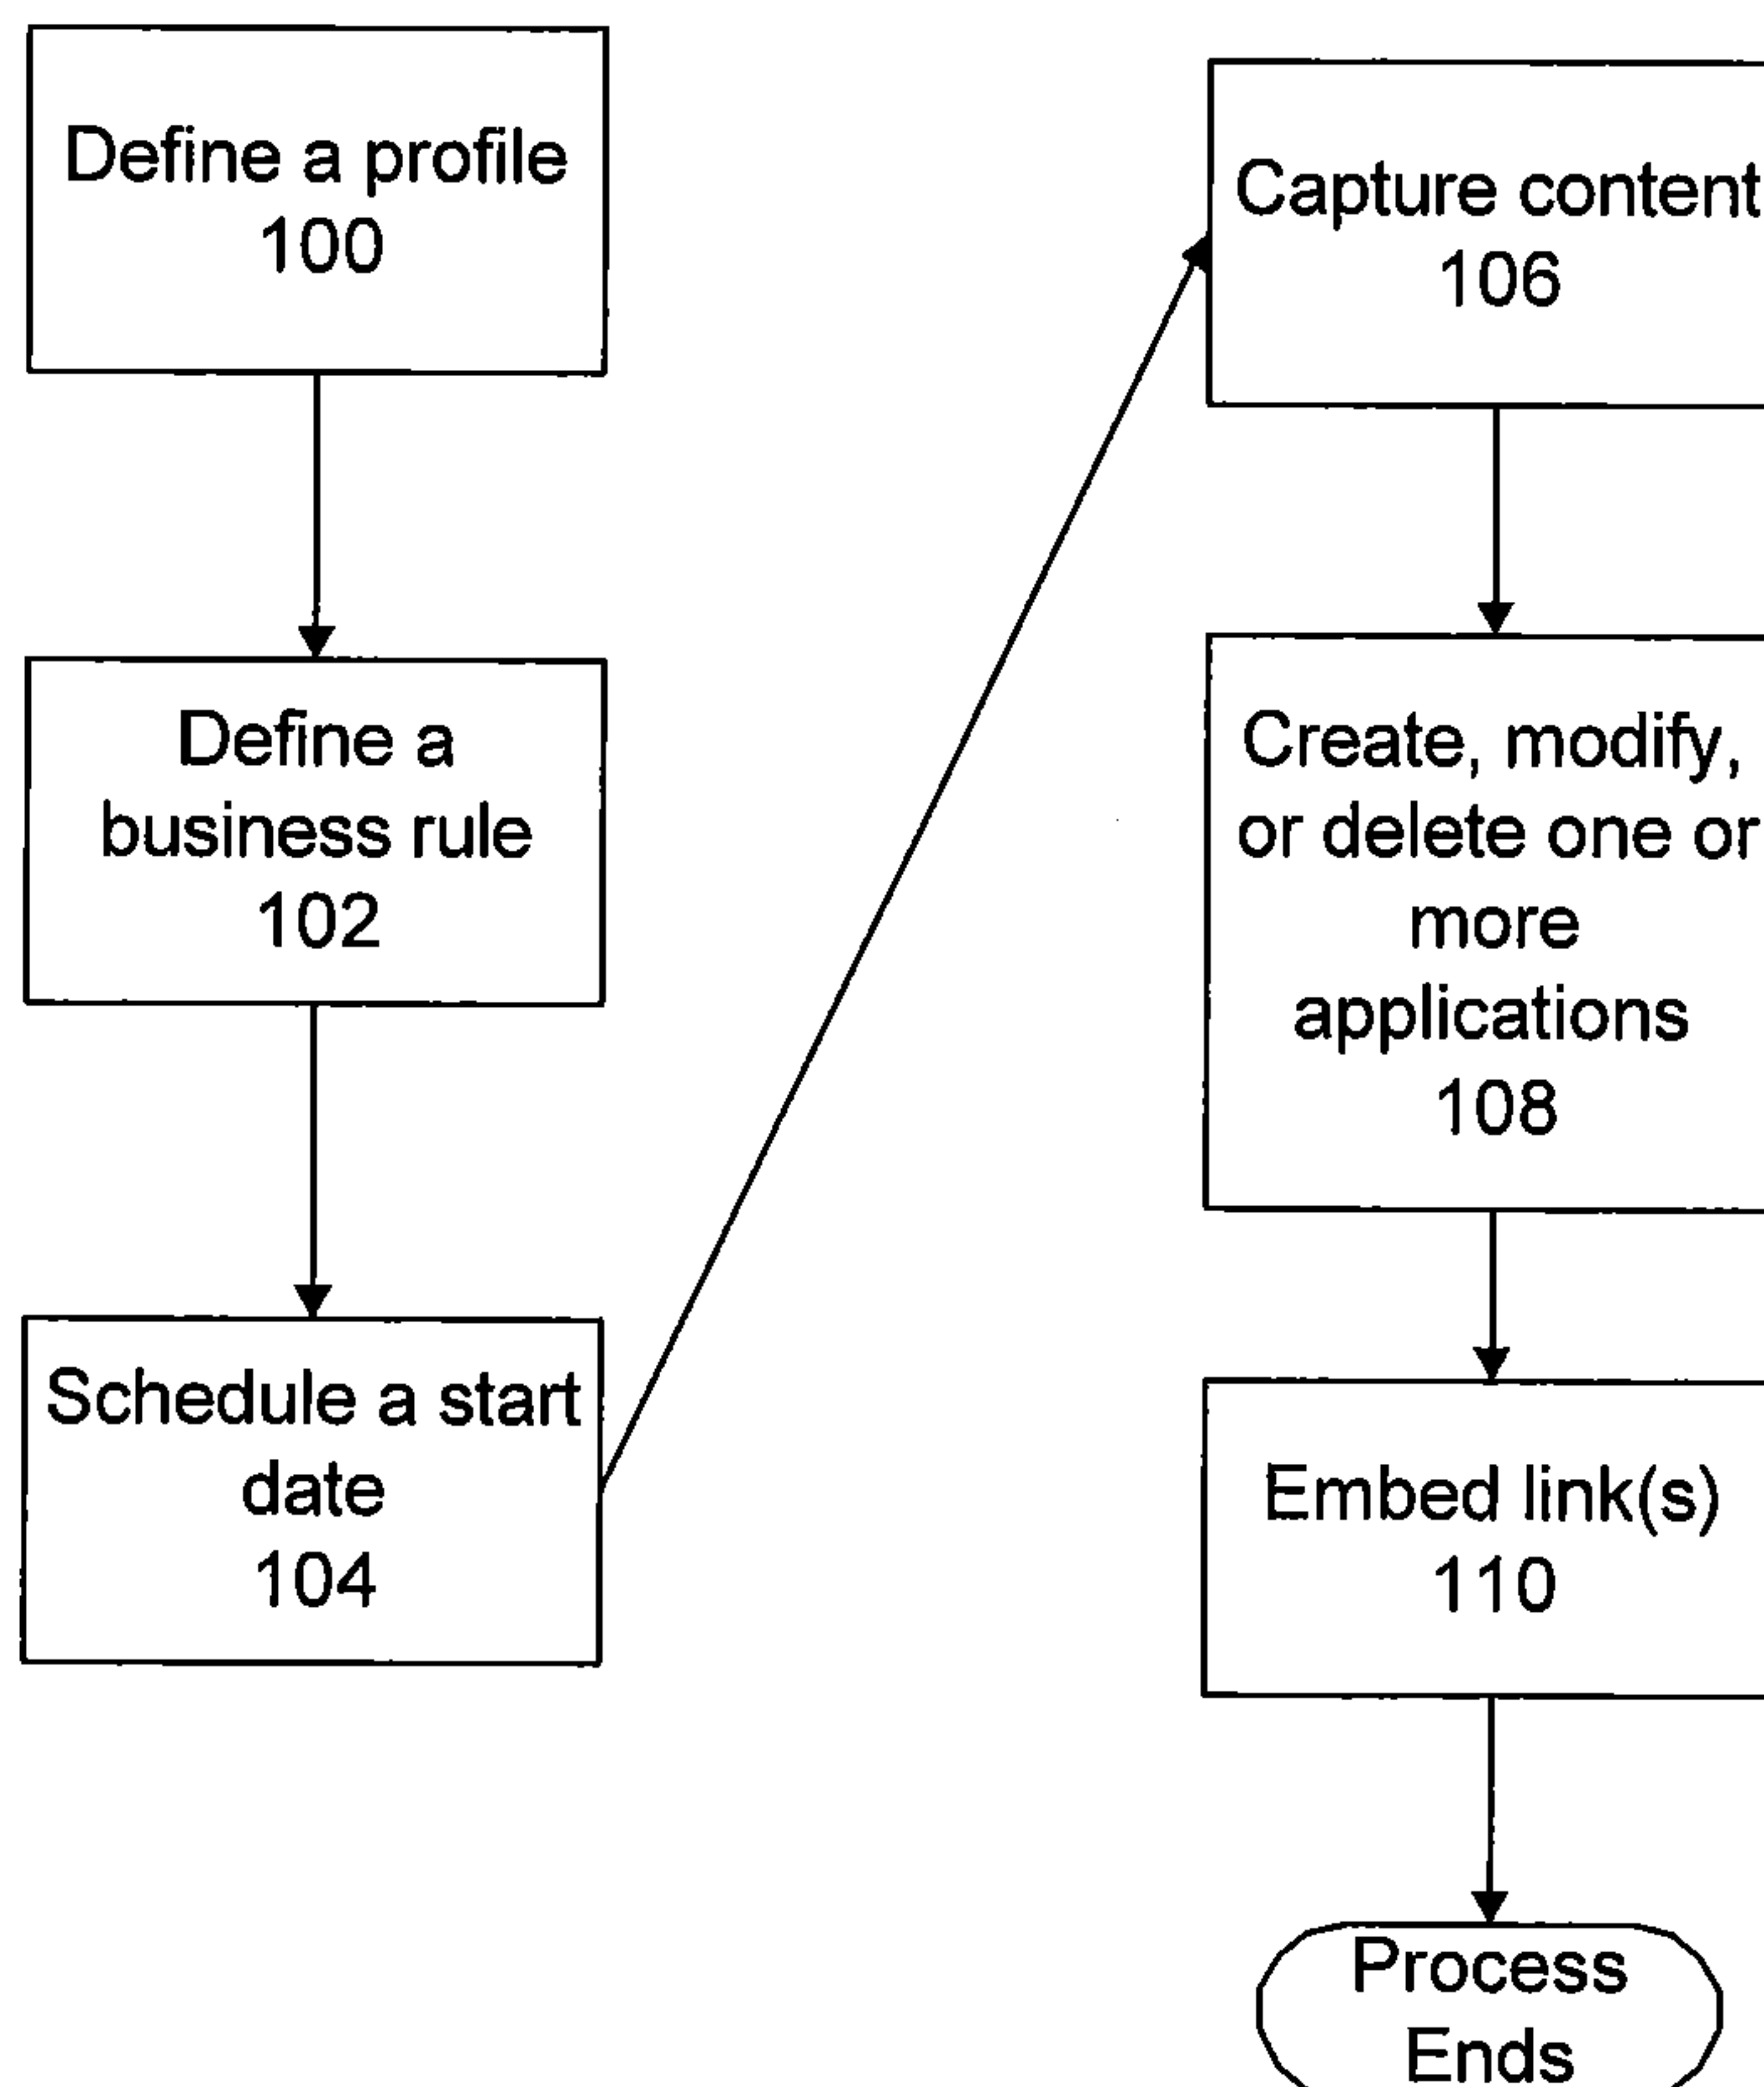 Define a profile
100
Define a
business rule
102
Schedule a start
date
104
Capture content
106
Create, modify,
or delete one or
more
applications
108
Embed link(s)
110
Process
Ends